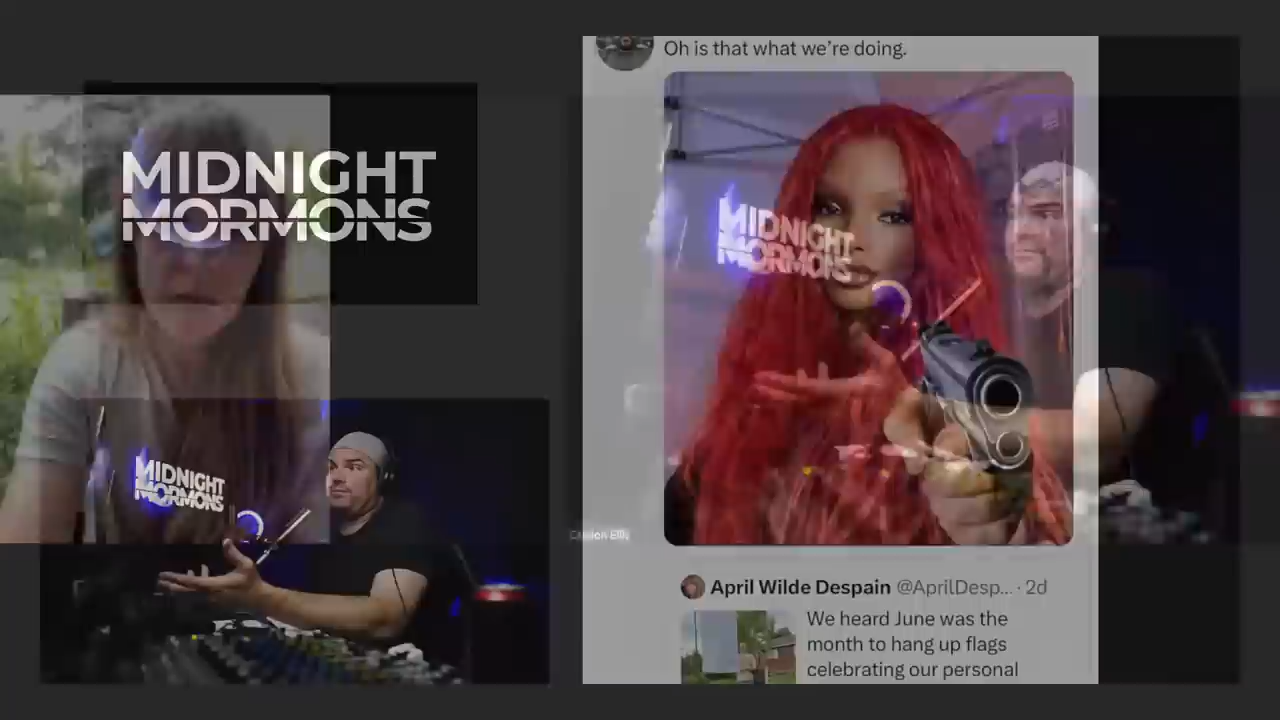 MIDNIGHT
MORMONS
MIDNIGHT
MORMONS
Oh is that what we're doing.
MIDNIGHT
MORMONS
April Wilde Despain @AprilDesp... · 2d
We heard June was the
month to hang up flags
celebrating our personal